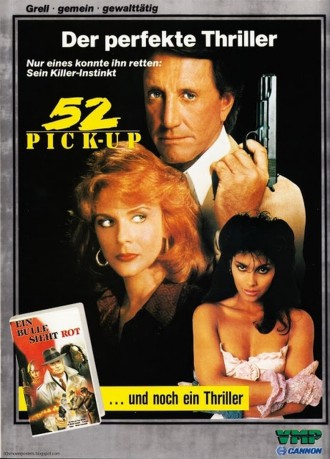 Grell · gemein · gewalttätig
Der perfekte Thriller
Nur eines konnte ihn retten:
Sein Killer-Instinkt
52
PICK-UP
EIN
BULLE
SIEHT ROT
... und noch ein Thriller
VMP
CANNON